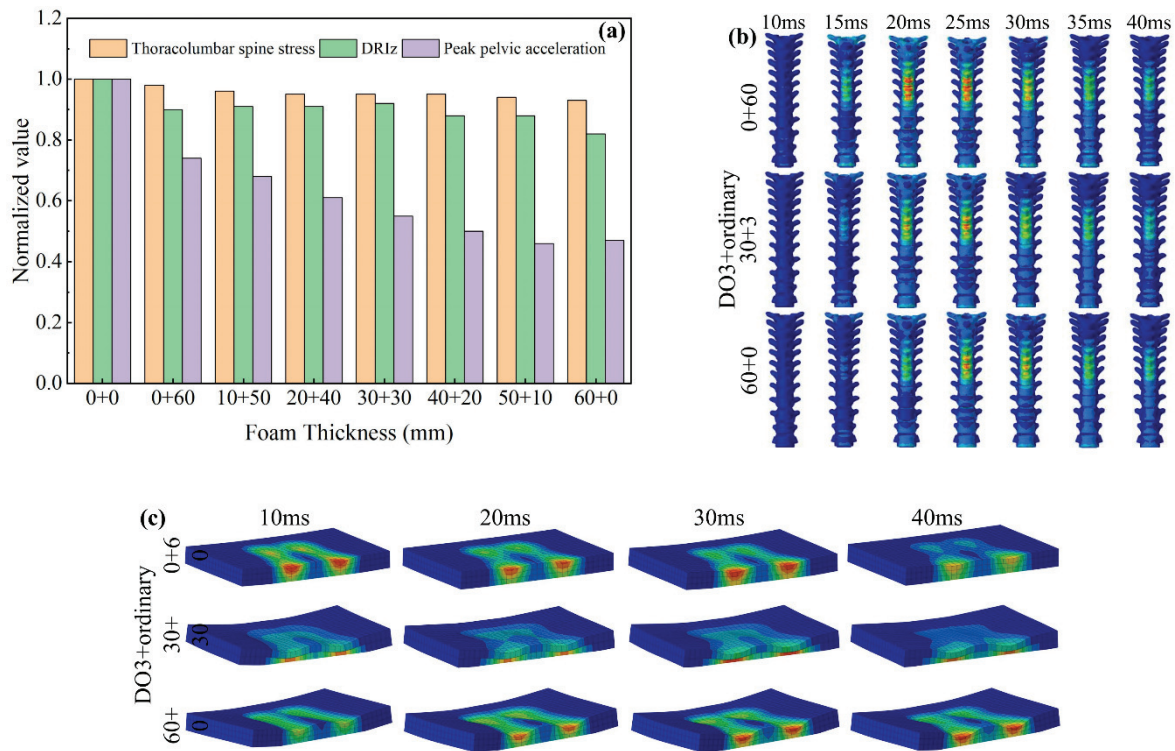 (a)
Thoracolumbar spine stress DRIz Peak pelvic acceleration
Normalized value
1.2
1.0
0.8
0.6
0.4
0.2
0.0
0+0 0+60 10+50 20+40 30+30 40+20 50+10 60+0
Foam Thickness (mm)
(b)
10ms 15ms 20ms 25ms 30ms 35ms 40ms
DO3+ordinary
0+60
30+3
60+0
(c)
10ms 20ms 30ms 40ms
DO3+ordinary
0+6
0
30+
30
60+
0